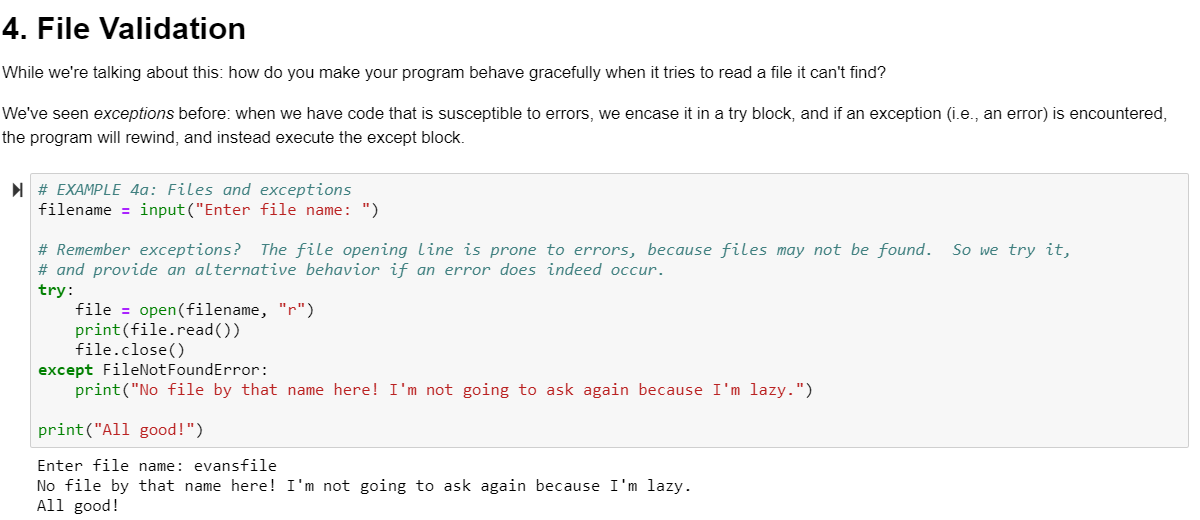 4. File Validation
While we're talking about this: how do you make your program behave gracefully when it tries to read a file it can't find?
We've seen exceptions before: when we have code that is susceptible to errors, we encase it in a try block, and if an exception (i.e., an error) is encountered,
the program will rewind, and instead execute the except block.
# EXAMPLE 4a: Files and exceptions
filename = input("Enter file name: ")
# Remember exceptions?  The file opening line is prone to errors, because files may not be found.  So we try it,
# and provide an alternative behavior if an error does indeed occur.
try:
    file = open(filename, "r")
    print(file.read())
    file.close()
except FileNotFoundError:
    print("No file by that name here! I'm not going to ask again because I'm lazy.")
print("All good!")
Enter file name: evansfile
No file by that name here! I'm not going to ask again because I'm lazy.
All good!